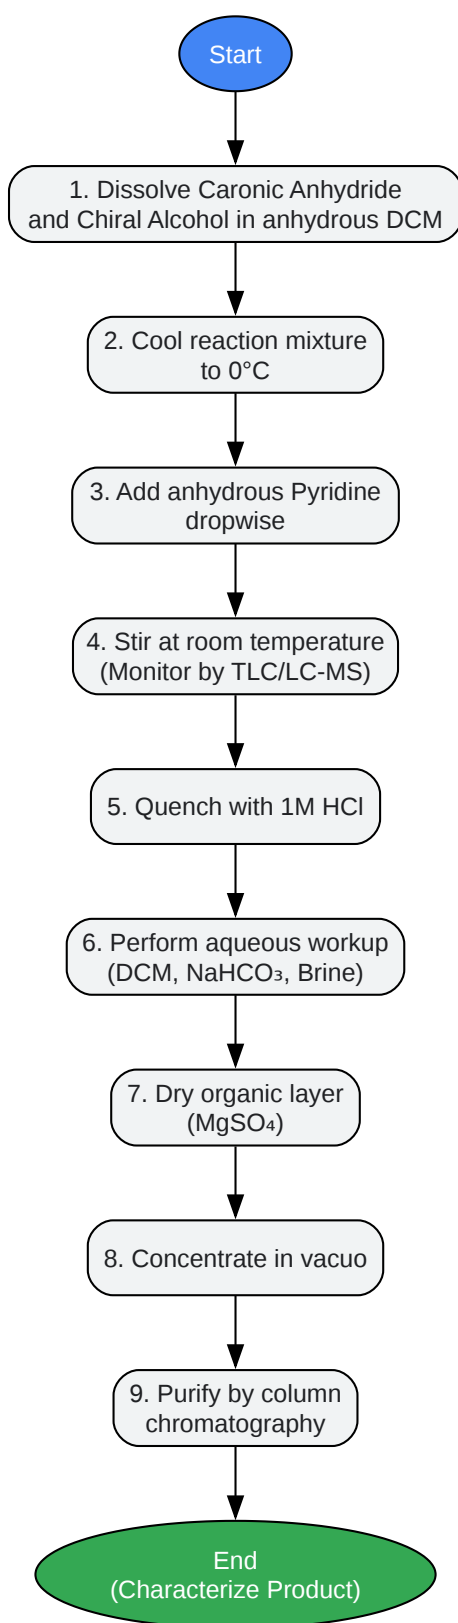 Start
1. Dissolve Caronic Anhydride
and Chiral Alcohol in anhydrous DCM
2. Cool reaction mixture
to 0°C
3. Add anhydrous Pyridine
dropwise
4. Stir at room temperature
(Monitor by TLC/LC-MS)
5. Quench with 1M HCl
6. Perform aqueous workup
(DCM, NaHCO₃, Brine)
7. Dry organic layer
(MgSO₄)
8. Concentrate in vacuo
9. Purify by column
chromatography
End
(Characterize Product)